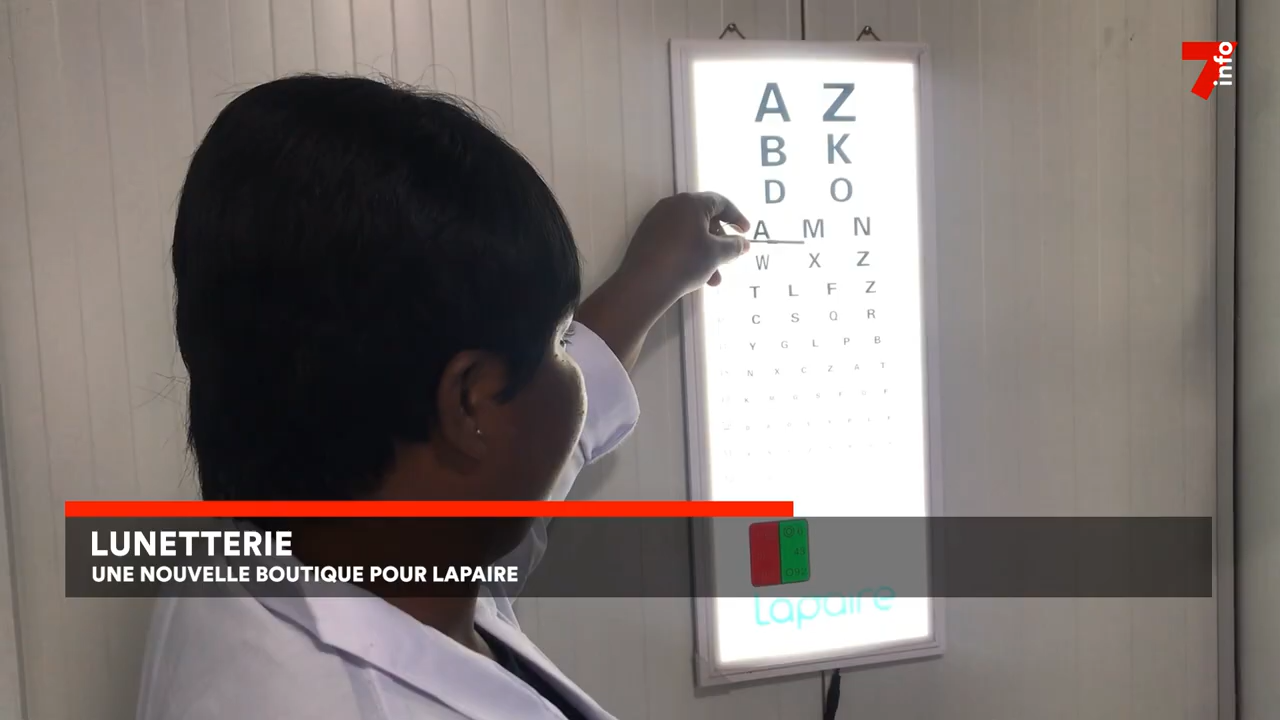 7 info
A Z
B K
D O
A M N
W X Z
T L F Z
C S Q R
Y G L P B
N X C Z A T
Lapaire
LUNETTERIE
UNE NOUVELLE BOUTIQUE POUR LAPAIRE